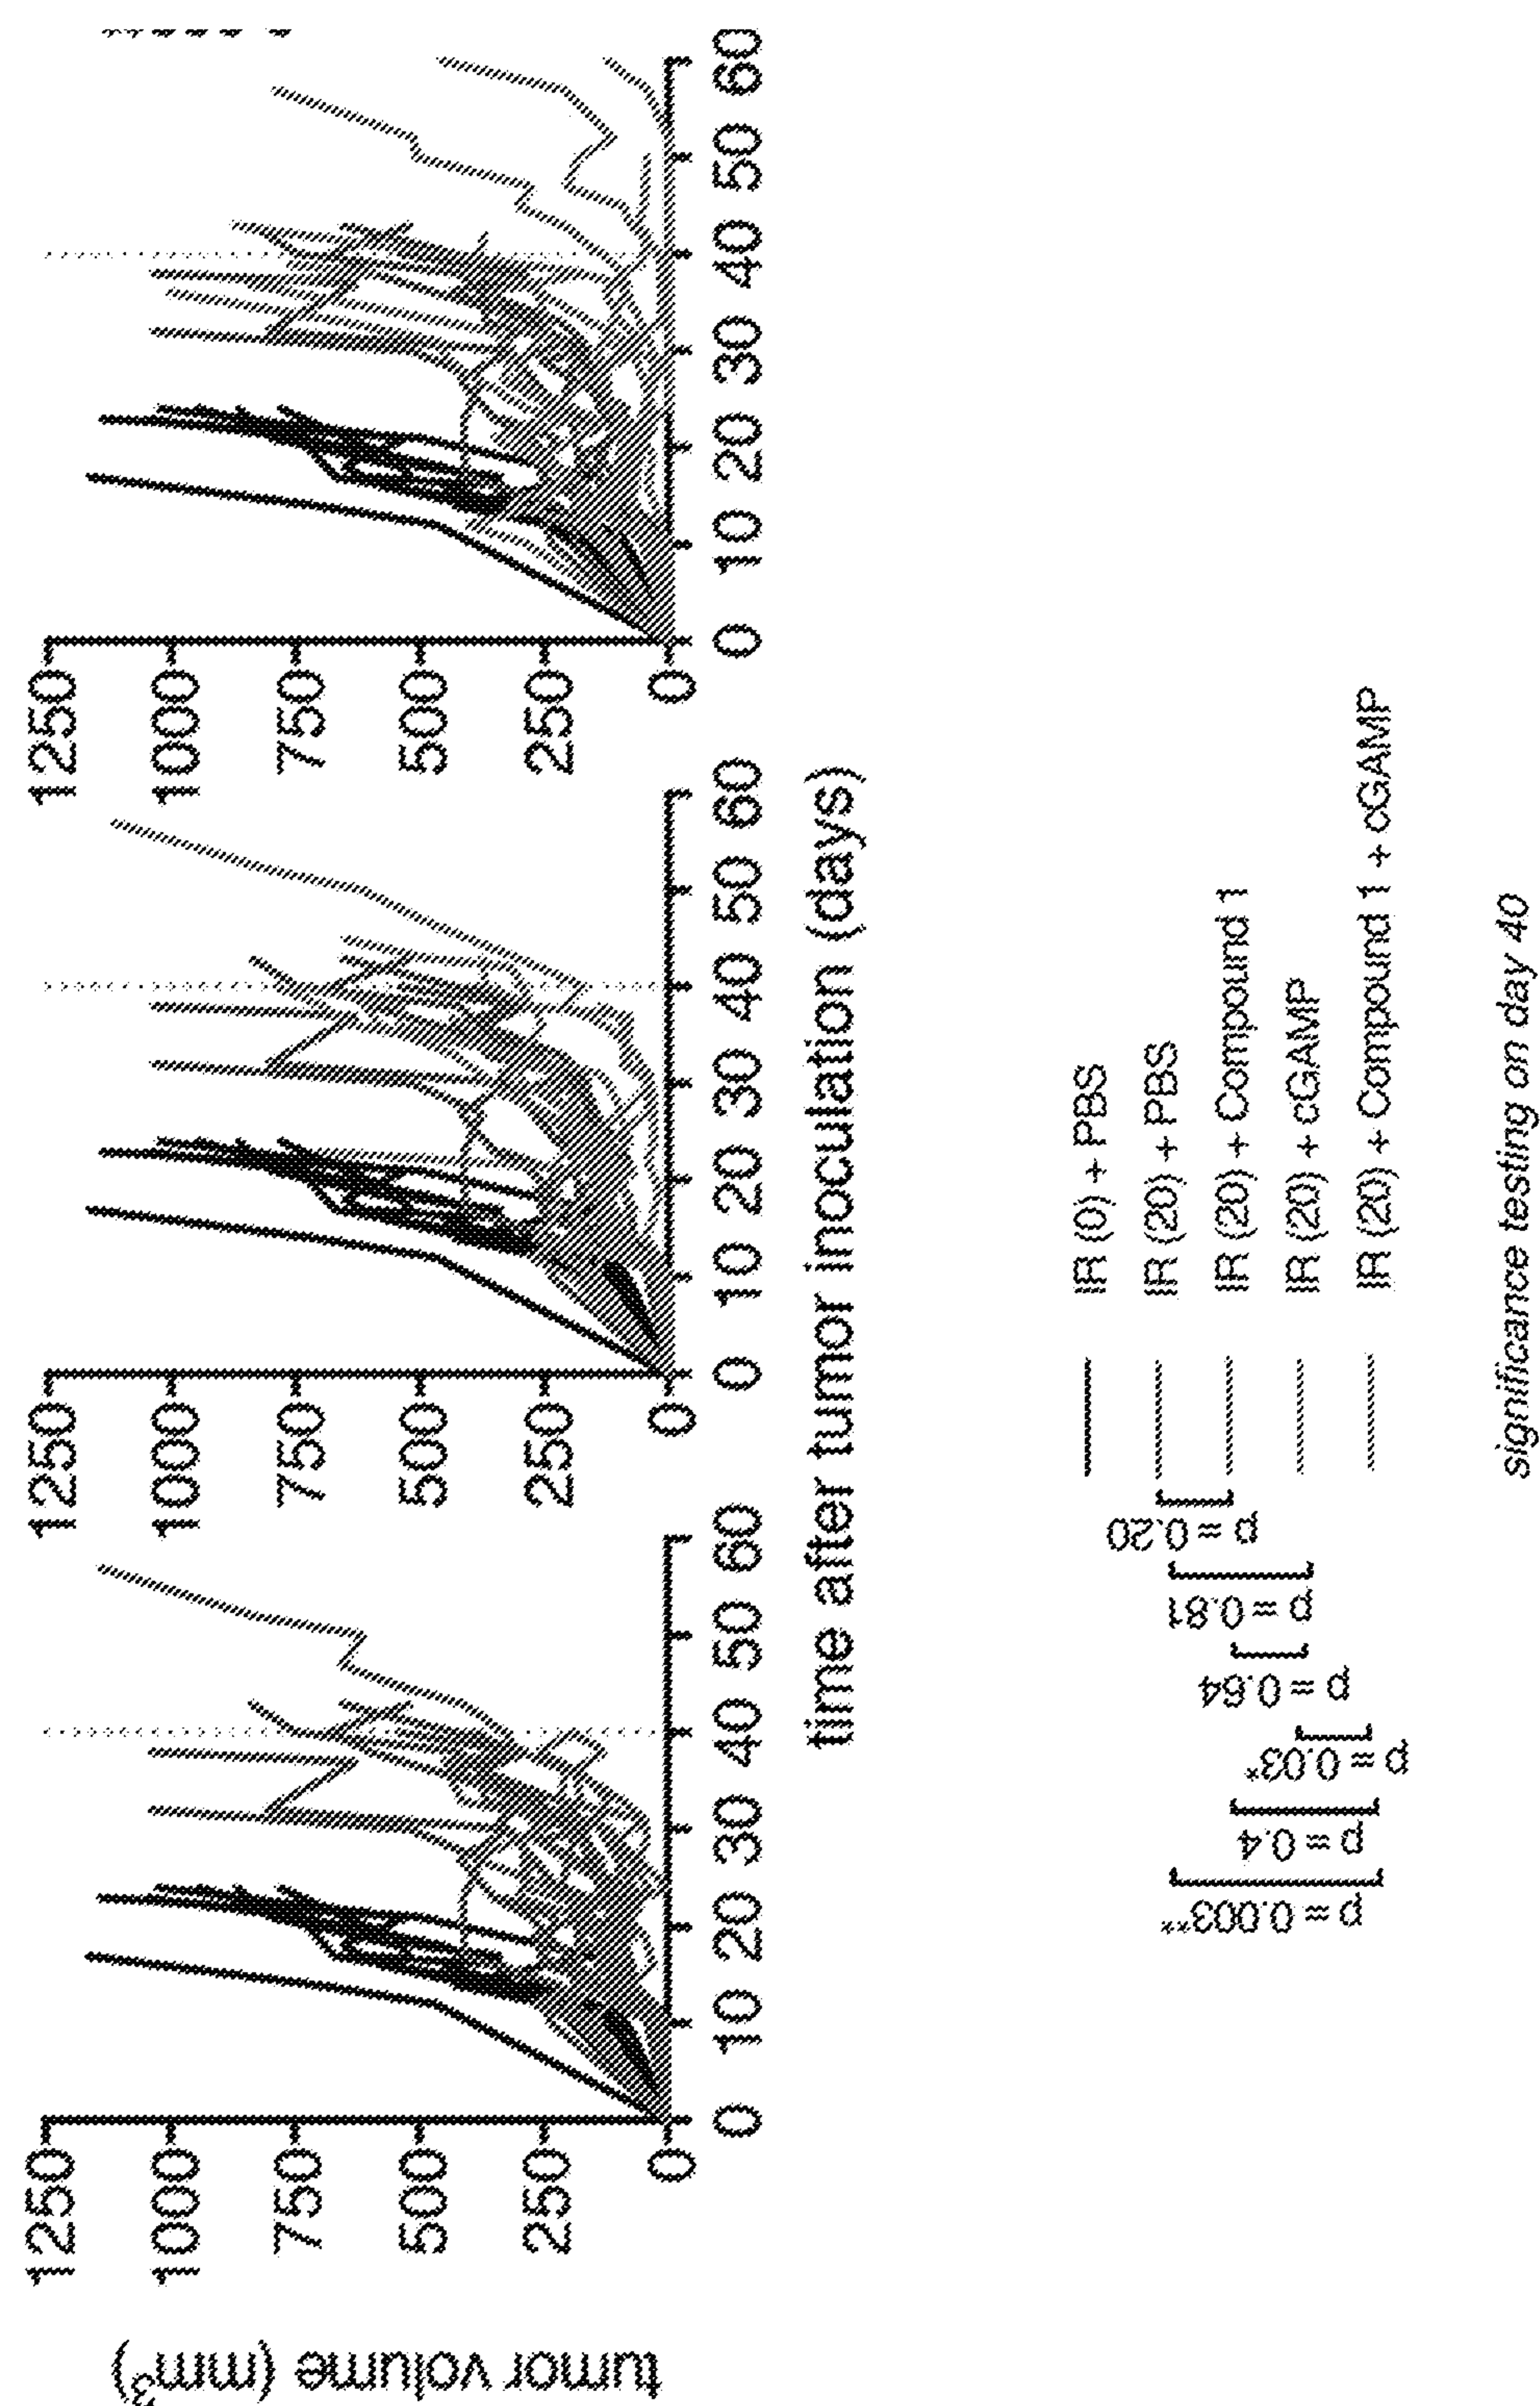 tumor volume (mm³)
1250
1000
750
500
250
0
0 10 20 30 40 50 60
1250
1000
750
500
250
0
0 10 20 30 40 50 60
1250
1000
750
500
250
0
0 10 20 30 40 50 60
time after tumor inoculation (days)
IR (0) + PBS
IR (20) + PBS
IR (20) + Compound 1
IR (20) + cGAMP
IR (20) + Compound 1 + cGAMP
p = 0.003**
p = 0.4
p = 0.03*
p = 0.64
p = 0.81
p = 0.20
significance testing on day 40